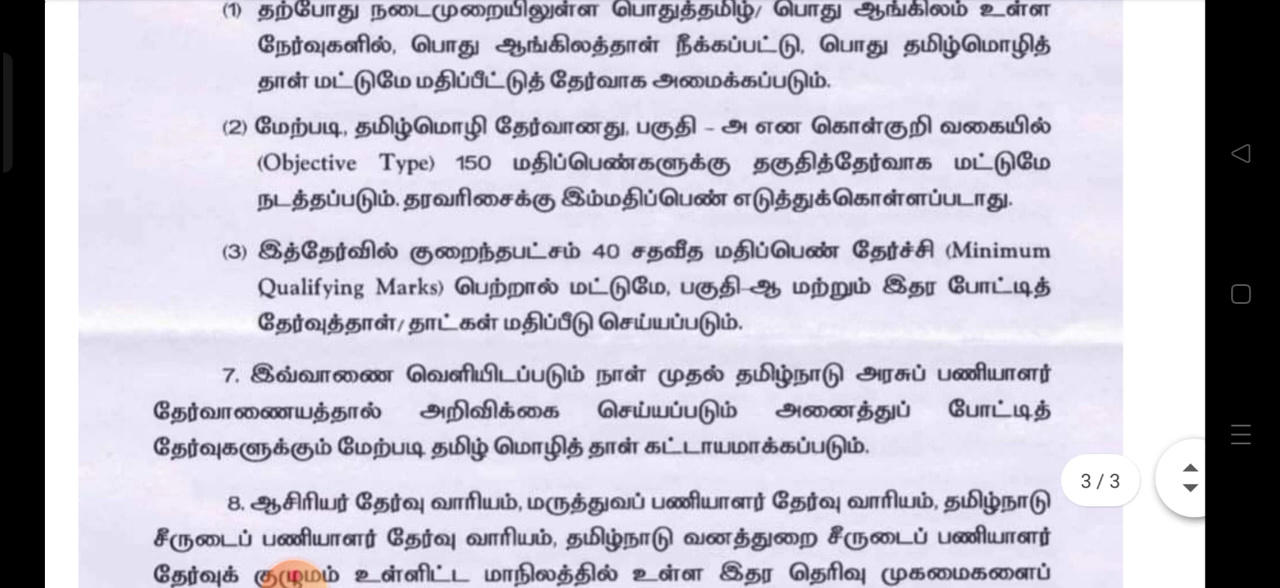 (1) தற்போது நடைமுறையிலுள்ள பொதுத்தமிழ்/ பொது ஆங்கிலம் உள்ள
நேர்வுகளில், பொது ஆங்கிலத்தாள் நீக்கப்பட்டு, பொது தமிழ்மொழித்
தாள் மட்டுமே மதிப்பீட்டுத் தேர்வாக அமைக்கப்படும்.
(2) மேற்படி, தமிழ்மொழி தேர்வானது, பகுதி – அ என கொள்குறி வகையில்
(Objective Type) 150 மதிப்பெண்களுக்கு தகுதித்தேர்வாக மட்டுமே
நடத்தப்படும். தரவரிசைக்கு இம்மதிப்பெண் எடுத்துக்கொள்ளப்படாது.
(3) இத்தேர்வில் குறைந்தபட்சம் 40 சதவீத மதிப்பெண் தேர்ச்சி (Minimum
Qualifying Marks) பெற்றால் மட்டுமே, பகுதி-ஆ மற்றும் இதர போட்டித்
தேர்வுத்தாள்/ தாட்கள் மதிப்பீடு செய்யப்படும்.
7. இவ்வாணை வெளியிடப்படும் நாள் முதல் தமிழ்நாடு அரசுப் பணியாளர்
தேர்வாணையத்தால் அறிவிக்கை செய்யப்படும் அனைத்துப் போட்டித்
தேர்வுகளுக்கும் மேற்படி தமிழ் மொழித் தாள் கட்டாயமாக்கப்படும்.
3 / 3
8. ஆசிரியர் தேர்வு வாரியம், மருத்துவப் பணியாளர் தேர்வு வாரியம், தமிழ்நாடு
சீருடைப் பணியாளர் தேர்வு வாரியம், தமிழ்நாடு வனத்துறை சீருடைப் பணியாளர்
தேர்வுக் குழுமம் உள்ளிட்ட மாநிலத்தில் உள்ள இதர தெரிவு முகமைகளைப்